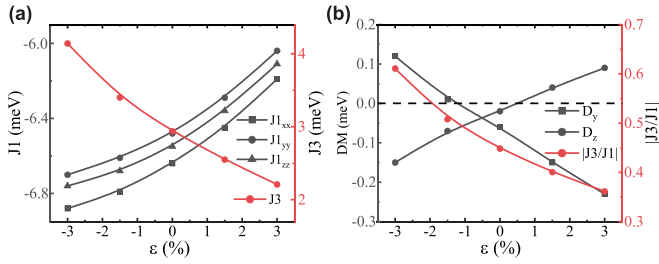 (a)
-6.0
-6.4
-6.8
J1 (meV)
4
3
2
J3 (meV)
J1xx
J1yy
J1zz
J3
-3 -2 -1 0 1 2 3
ε (%)
(b)
0.2
0.1
0.0
-0.1
-0.2
-0.3
DM (meV)
0.7
0.6
0.5
0.4
0.3
|J3/J1|
Dy
Dz
|J3/J1|
-3 -2 -1 0 1 2 3
ε (%)